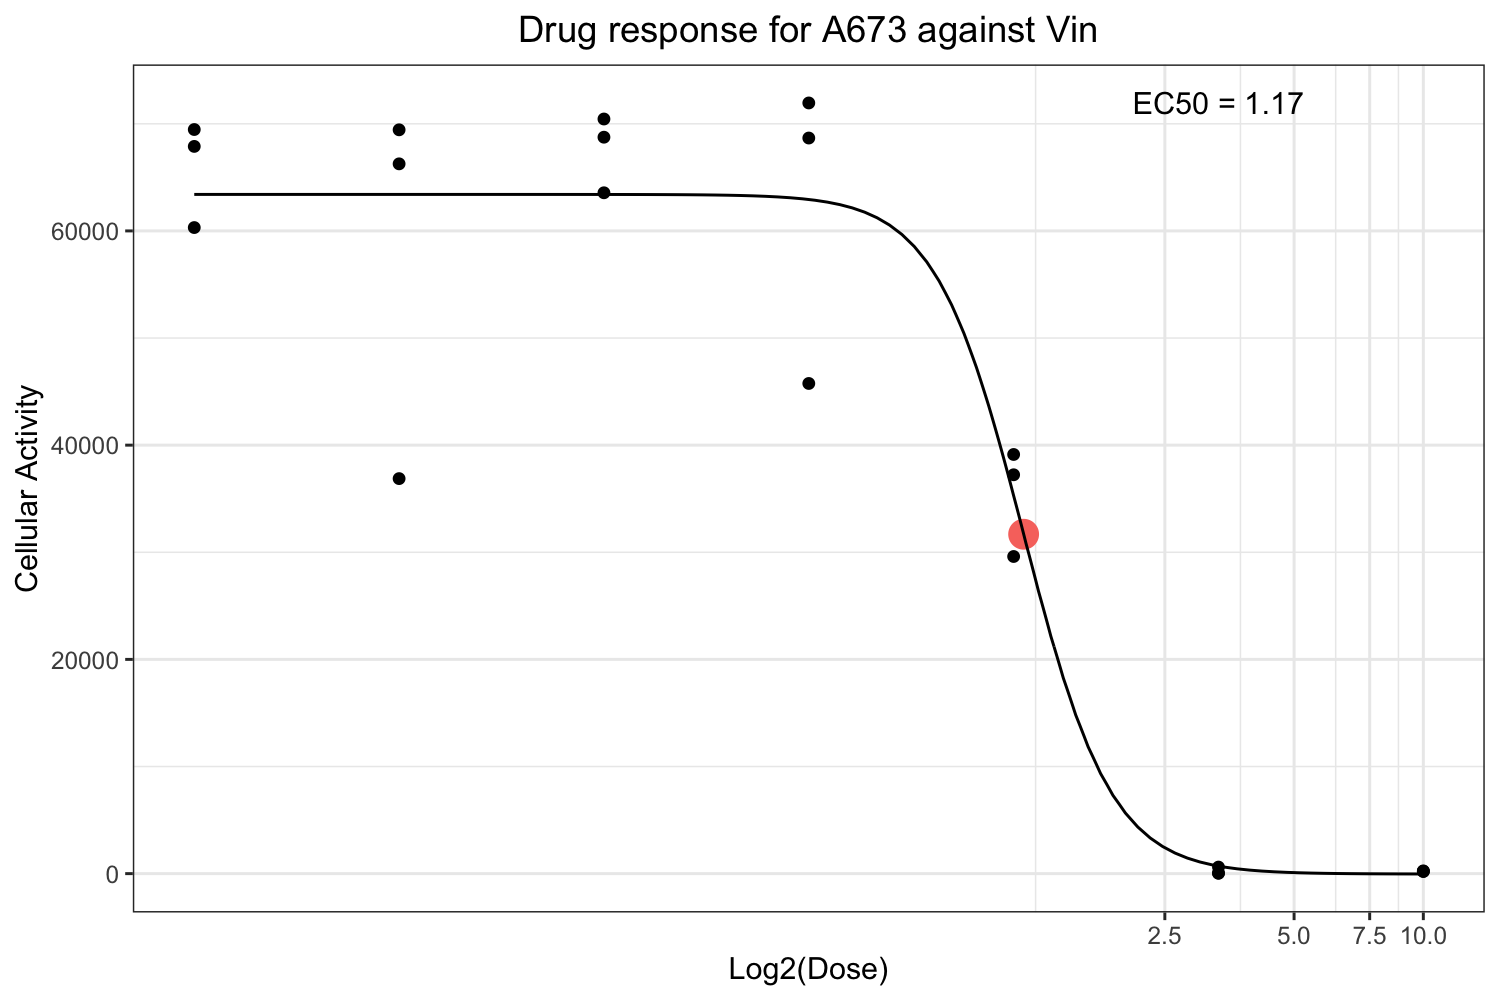 Drug response for A673 against Vin
EC50 = 1.17
Cellular Activity
60000
40000
20000
0
2.5 5.0 7.5 10.0
Log2(Dose)